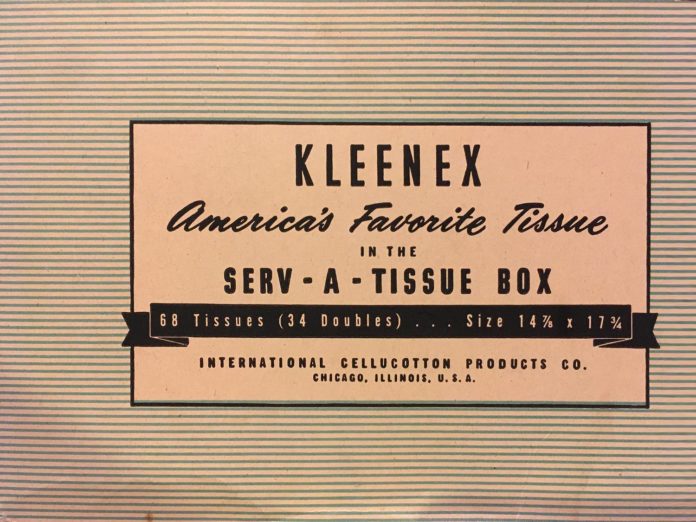 KLEENEX
America's Favorite Tissue
IN THE
SERV-A-TISSUE BOX
68 Tissues (34 Doubles) . . . Size 14⅞ x 17¾
INTERNATIONAL CELLUCOTTON PRODUCTS CO.
CHICAGO, ILLINOIS, U.S.A.